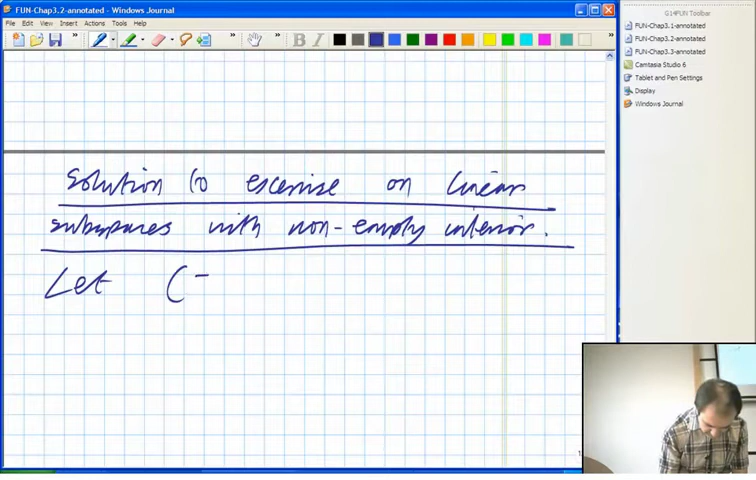 FUN-Chap3.2-annotated - Windows Journal
File Edit View Insert Actions Tools Help
G14FUN Toolbar
FUN-Chap3.1-annotated
FUN-Chap3.2-annotated
FUN-Chap3.3-annotated
Camtasia Studio 6
Tablet and Pen Settings
Display
Windows Journal
Solution to exercise on linear
subspaces with non-empty interior.
Let (